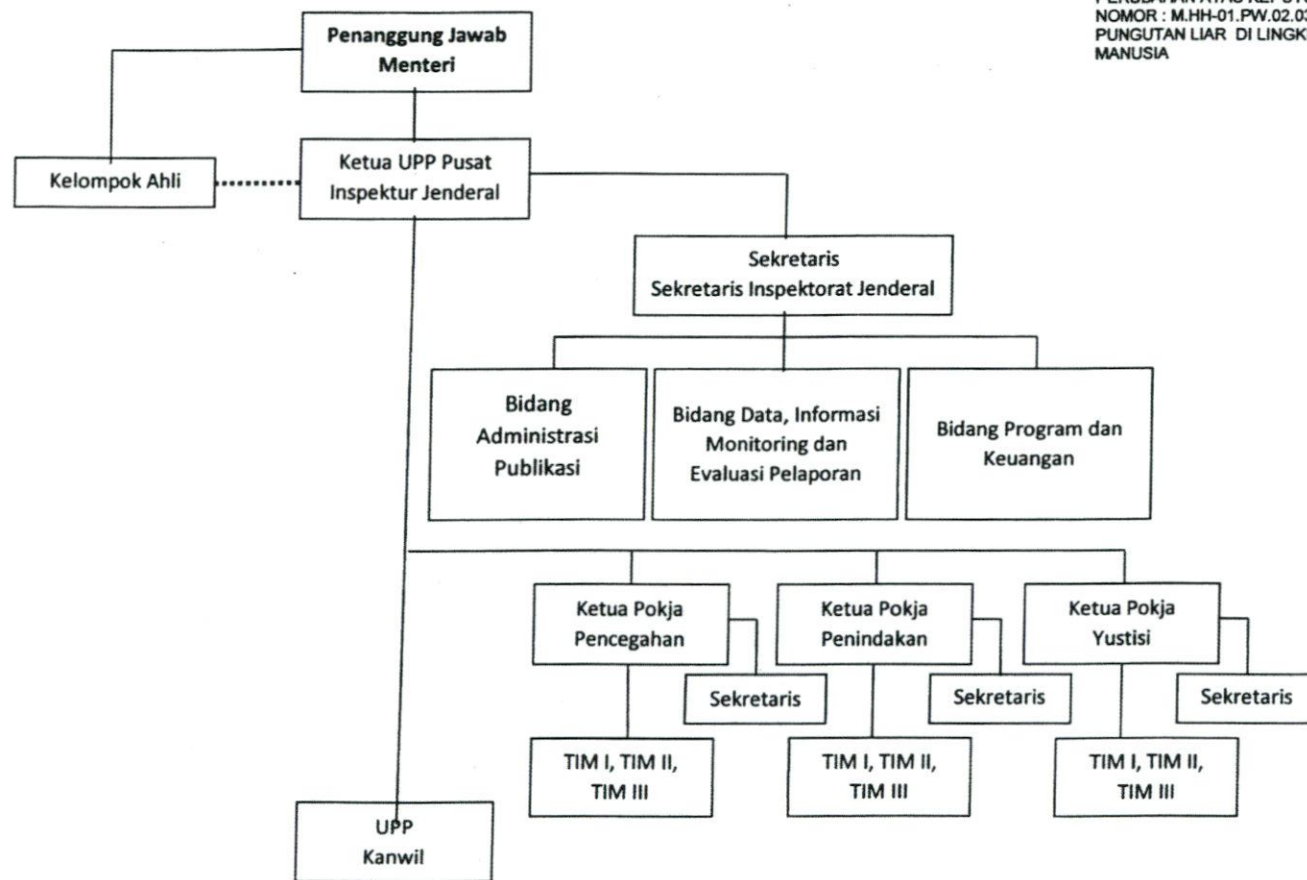 NOMOR : M.HH-01.PW.02.03
PUNGUTAN LIAR DI LINGK
MANUSIA
Penanggung Jawab
Menteri
Kelompok Ahli
Ketua UPP Pusat
Inspektur Jenderal
Sekretaris
Sekretaris Inspektorat Jenderal
Bidang
Administrasi
Publikasi
Bidang Data, Informasi
Monitoring dan
Evaluasi Pelaporan
Bidang Program dan
Keuangan
Ketua Pokja
Pencegahan
Ketua Pokja
Penindakan
Ketua Pokja
Yustisi
Sekretaris
Sekretaris
Sekretaris
TIM I, TIM II,
TIM III
TIM I, TIM II,
TIM III
TIM I, TIM II,
TIM III
UPP
Kanwil